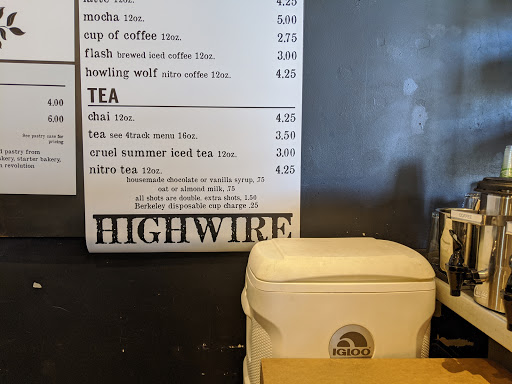 latte 12oz. 4.25
mocha 12oz. 5.00
cup of coffee 12oz. 2.75
flash brewed iced coffee 12oz. 3.00
howling wolf nitro coffee 12oz. 4.25
TEA
chai 12oz. 4.25
tea see 4track menu 16oz. 3.50
cruel summer iced tea 12oz. 3.00
nitro tea 12oz. 4.25
housemade chocolate or vanilla syrup, .75
oat or almond milk, .75
all shots are double. extra shots, 1.50
Berkeley disposable cup charge .25
HIGHWIRE
4.00
6.00
See pastry case for
pricing
pastry from
starter bakery,
revolution
IGLOO